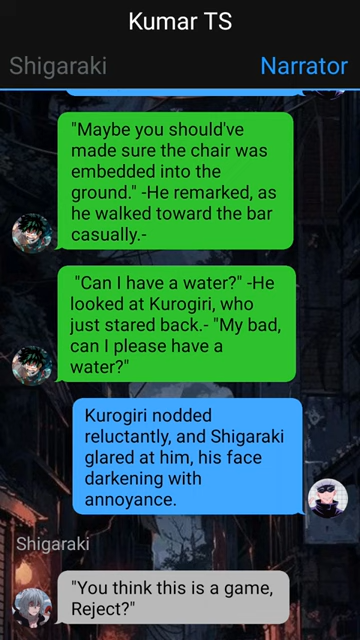 Kumar TS
Shigaraki
Narrator
"Maybe you should've
made sure the chair was
embedded into the
ground." -He remarked, as
he walked toward the bar
casually.-
"Can I have a water?" -He
looked at Kurogiri, who
just stared back.- "My bad,
can I please have a
water?"
Kurogiri nodded
reluctantly, and Shigaraki
glared at him, his face
darkening with
annoyance.
Shigaraki
"You think this is a game,
Reject?"